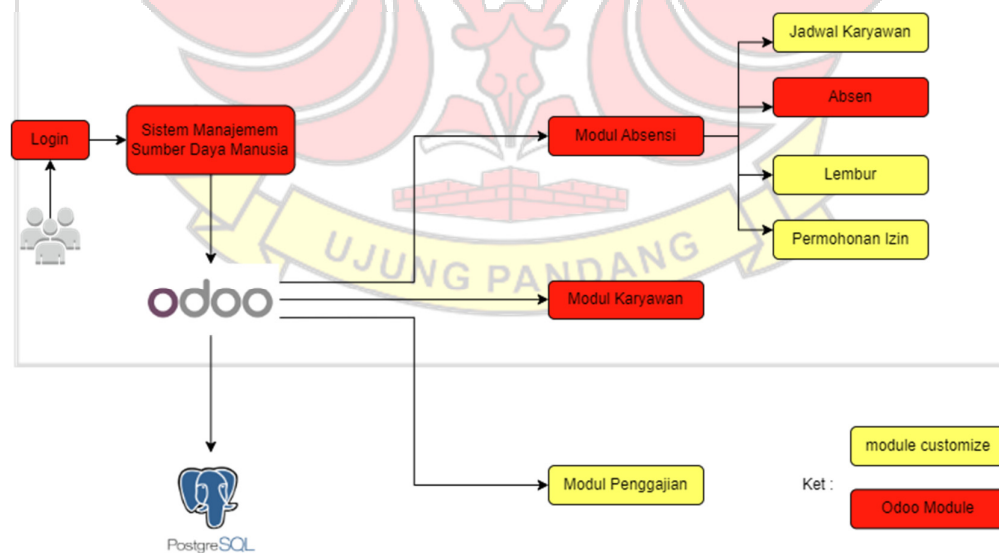 Jadwal Karyawan
Login
Sistem Manajemem
Sumber Daya Manusia
Modul Absensi
Absen
Lembur
Permohonan Izin
UJUNG PANDANG
odoo
Modul Karyawan
PostgreSQL
Modul Penggajian
Ket :
module customize
Odoo Module